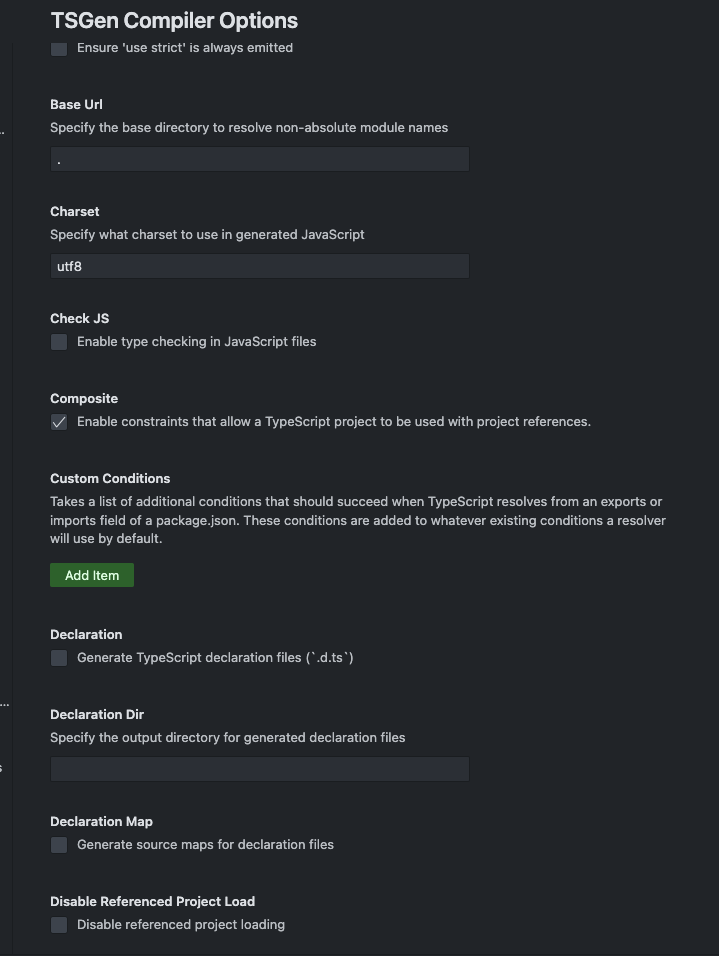 TSGen Compiler Options
Ensure 'use strict' is always emitted
Base Url
Specify the base directory to resolve non-absolute module names
.
Charset
Specify what charset to use in generated JavaScript
utf8
Check JS
Enable type checking in JavaScript files
Composite
Enable constraints that allow a TypeScript project to be used with project references.
Custom Conditions
Takes a list of additional conditions that should succeed when TypeScript resolves from an exports or
imports field of a package.json. These conditions are added to whatever existing conditions a resolver
will use by default.
Add Item
Declaration
Generate TypeScript declaration files (`.d.ts`)
Declaration Dir
Specify the output directory for generated declaration files
Declaration Map
Generate source maps for declaration files
Disable Referenced Project Load
Disable referenced project loading